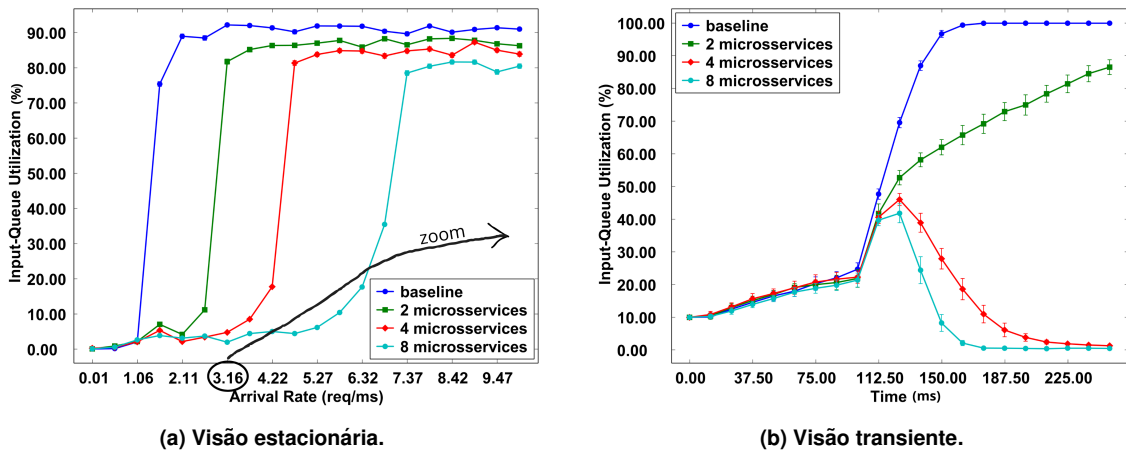 Input-Queue Utilization (%)
90.00
80.00
70.00
60.00
50.00
40.00
30.00
20.00
10.00
0.00
baseline
2 microsservices
4 microsservices
8 microsservices
zoom
0.01 1.06 2.11 3.16 4.22 5.27 6.32 7.37 8.42 9.47
Arrival Rate (req/ms)
(a) Visão estacionária.
Input-Queue Utilization (%)
100.00
90.00
80.00
70.00
60.00
50.00
40.00
30.00
20.00
10.00
0.00
baseline
2 microsservices
4 microsservices
8 microsservices
0.00 37.50 75.00 112.50 150.00 187.50 225.00
Time (ms)
(b) Visão transiente.